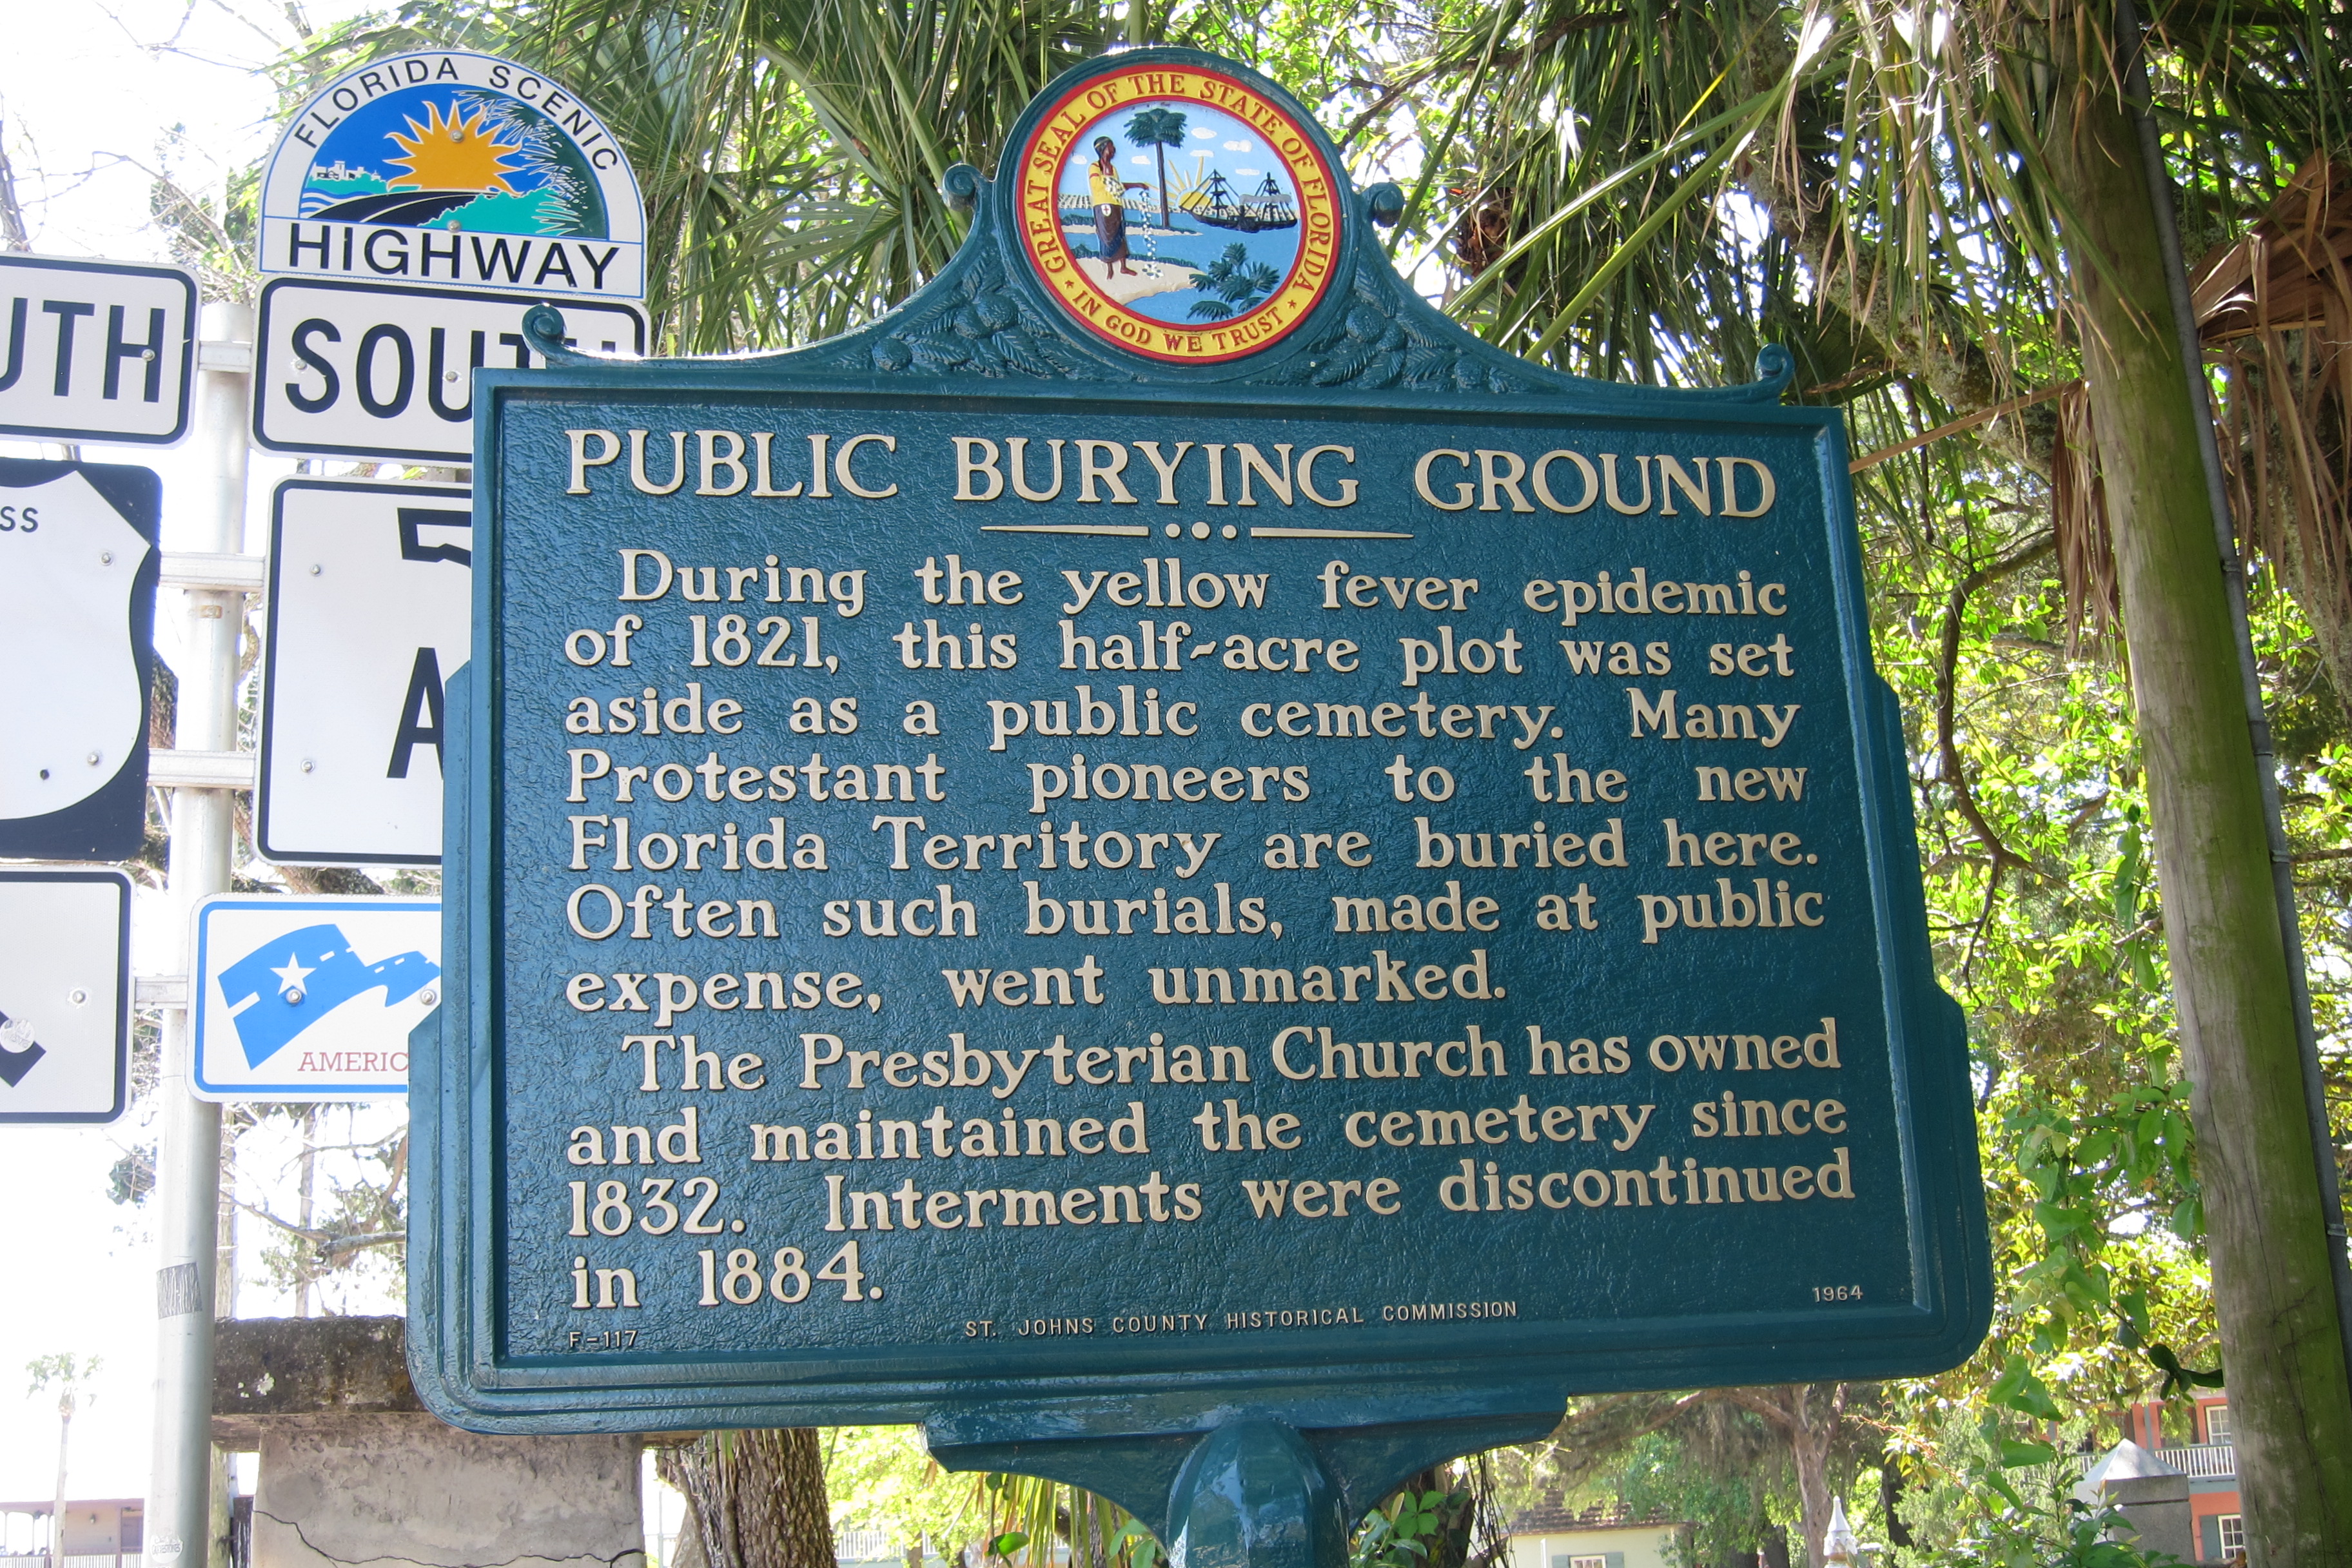 FLORIDA SCENIC
HIGHWAY
UTH
SOUTH
SS
A
AMERIC
GREAT SEAL OF THE STATE OF FLORIDA
IN GOD WE TRUST
PUBLIC BURYING GROUND
During the yellow fever epidemic
of 1821, this half-acre plot was set
aside as a public cemetery. Many
Protestant pioneers to the new
Florida Territory are buried here.
Often such burials, made at public
expense, went unmarked.
The Presbyterian Church has owned
and maintained the cemetery since
1832. Interments were discontinued
in 1884.
F-117
ST. JOHNS COUNTY HISTORICAL COMMISSION
1964